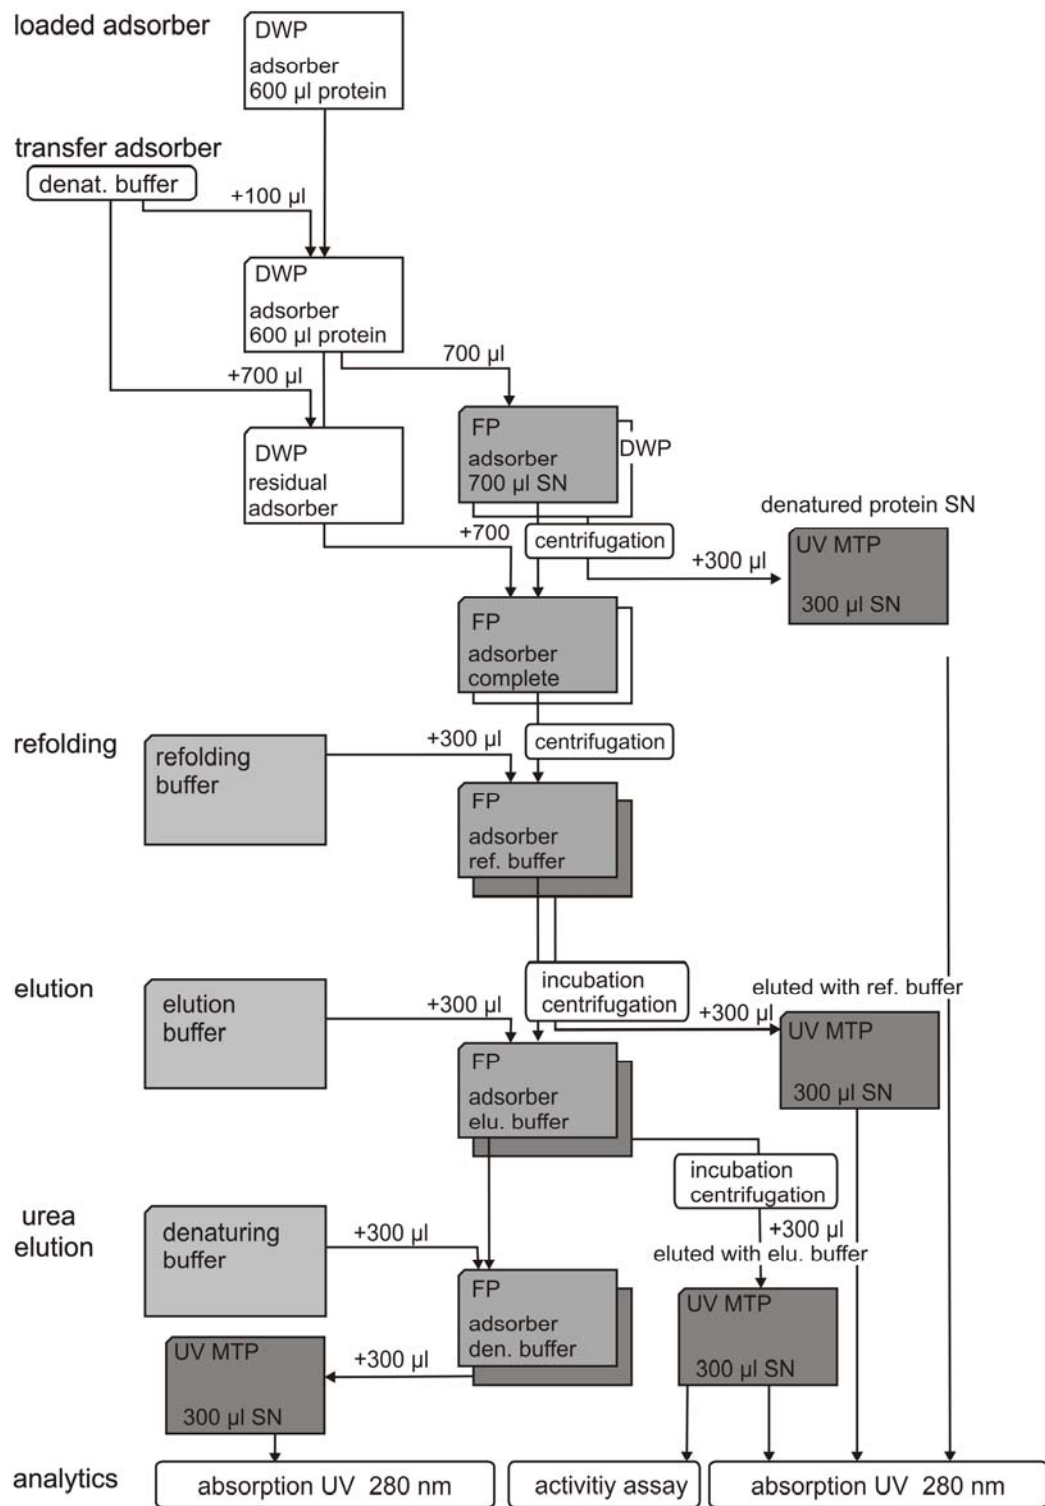 loaded adsorber
DWP
adsorber
600 µl protein
transfer adsorber
denat. buffer
+100 µl
DWP
adsorber
600 µl protein
700 µl
+700 µl
FP
adsorber
700 µl SN
DWP
DWP
residual
adsorber
denatured protein SN
+700
centrifugation
+300 µl
UV MTP
300 µl SN
FP
adsorber
complete
refolding
refolding
buffer
+300 µl
centrifugation
FP
adsorber
ref. buffer
elution
elution
buffer
+300 µl
incubation
centrifugation
eluted with ref. buffer
+300 µl
UV MTP
300 µl SN
FP
adsorber
elu. buffer
incubation
centrifugation
urea
elution
denaturing
buffer
+300 µl
+300 µl
eluted with elu. buffer
FP
adsorber
den. buffer
UV MTP
300 µl SN
+300 µl
UV MTP
300 µl SN
analytics
absorption UV 280 nm
activitiy assay
absorption UV 280 nm